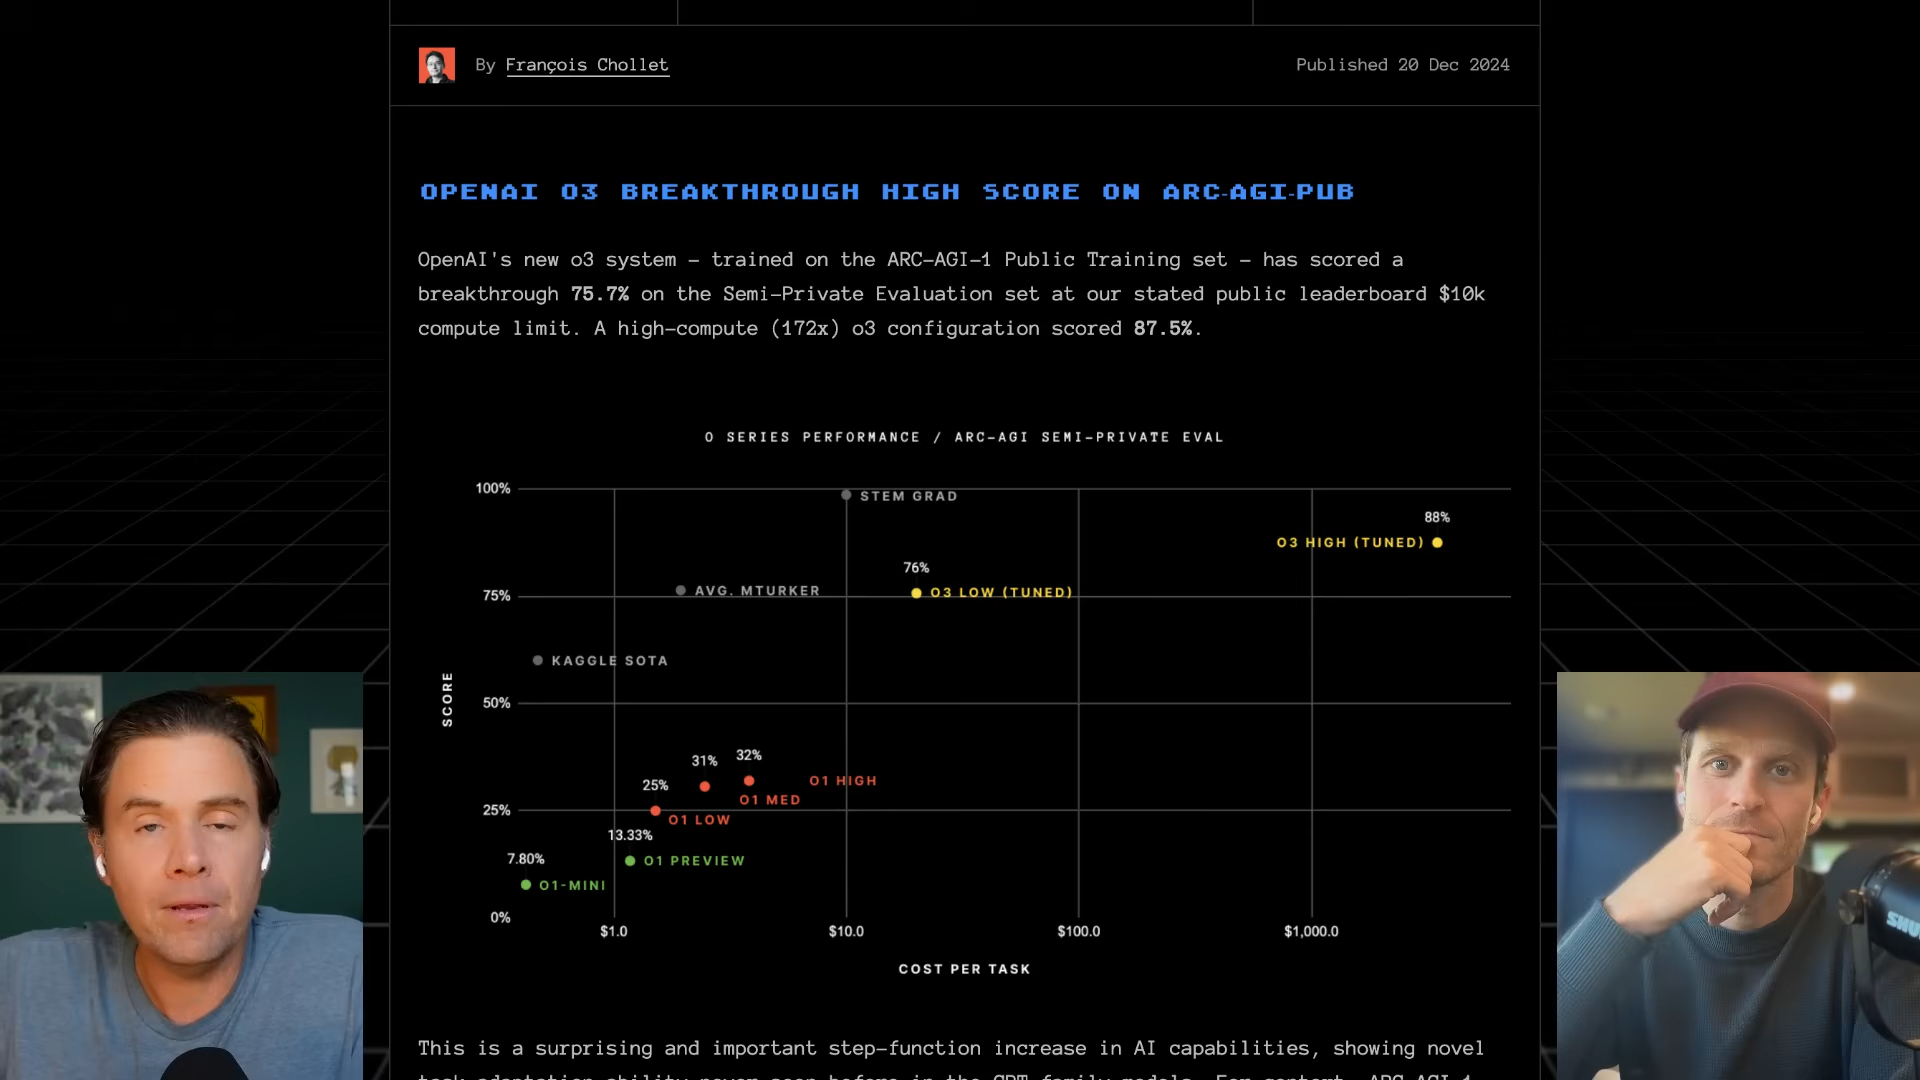 By François Chollet
Published 20 Dec 2024
OPENAI O3 BREAKTHROUGH HIGH SCORE ON ARC-AGI-PUB
OpenAI's new o3 system – trained on the ARC-AGI-1 Public Training set – has scored a
breakthrough 75.7% on the Semi-Private Evaluation set at our stated public leaderboard $10k
compute limit. A high-compute (172x) o3 configuration scored 87.5%.
O SERIES PERFORMANCE / ARC-AGI SEMI-PRIVATE EVAL
100%
STEM GRAD
88%
O3 HIGH (TUNED)
76%
75%
AVG. MTURKER
O3 LOW (TUNED)
KAGGLE SOTA
SCORE
50%
31%
32%
25%
O1 HIGH
O1 MED
25%
O1 LOW
13.33%
7.80%
O1 PREVIEW
O1-MINI
0%
$1.0
$10.0
$100.0
$1,000.0
COST PER TASK
This is a surprising and important step-function increase in AI capabilities, showing novel